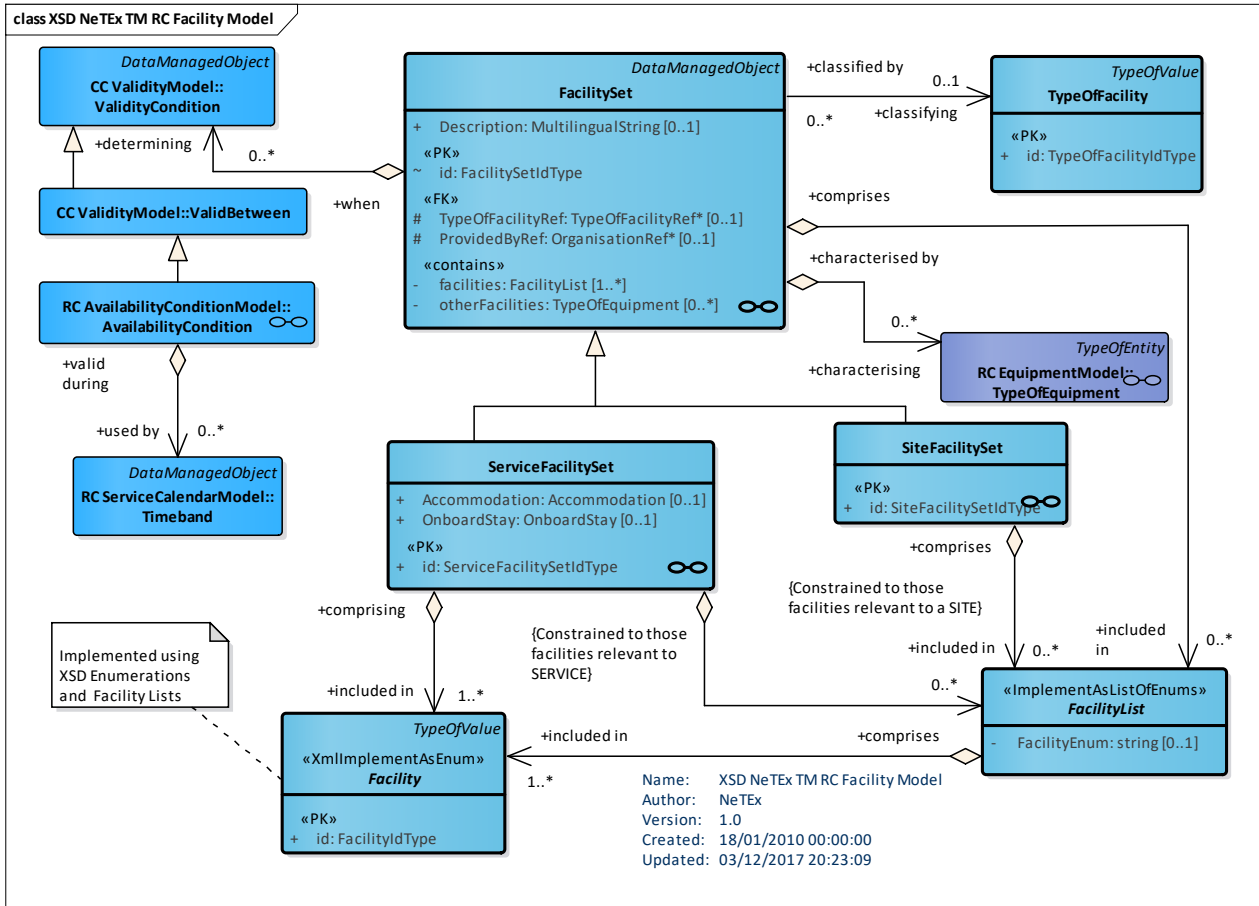 class XSD NeTEx TM RC Facility Model
DataManagedObject
CC ValidityModel::
ValidityCondition
+determining
0..*
+when
CC ValidityModel::ValidBetween
RC AvailabilityConditionModel::
AvailabilityCondition
+valid
during
+used by
0..*
DataManagedObject
RC ServiceCalendarModel::
Timeband
DataManagedObject
FacilitySet
+ Description: MultilingualString [0..1]
«PK»
~ id: FacilitySetIdType
«FK»
# TypeOfFacilityRef: TypeOfFacilityRef* [0..1]
# ProvidedByRef: OrganisationRef* [0..1]
«contains»
- facilities: FacilityList [1..*]
- otherFacilities: TypeOfEquipment [0..*]
+classified by
0..1
0..*
+classifying
TypeOfValue
TypeOfFacility
«PK»
+ id: TypeOfFacilityIdType
+comprises
+characterised by
0..*
+characterising
TypeOfEntity
RC EquipmentModel::
TypeOfEquipment
ServiceFacilitySet
+ Accommodation: Accommodation [0..1]
+ OnboardStay: OnboardStay [0..1]
«PK»
+ id: ServiceFacilitySetIdType
SiteFacilitySet
«PK»
+ id: SiteFacilitySetIdType
+comprises
{Constrained to those
facilities relevant to a SITE}
+included in
0..*
+included
in
0..*
+comprising
{Constrained to those
facilities relevant to
SERVICE}
+included in
1..*
0..*
Implemented using
XSD Enumerations
and Facility Lists
TypeOfValue
«XmlImplementAsEnum»
Facility
«PK»
+ id: FacilityIdType
+included in
1..*
+comprises
«ImplementAsListOfEnums»
FacilityList
- FacilityEnum: string [0..1]
Name: XSD NeTEx TM RC Facility Model
Author: NeTEx
Version: 1.0
Created: 18/01/2010 00:00:00
Updated: 03/12/2017 20:23:09